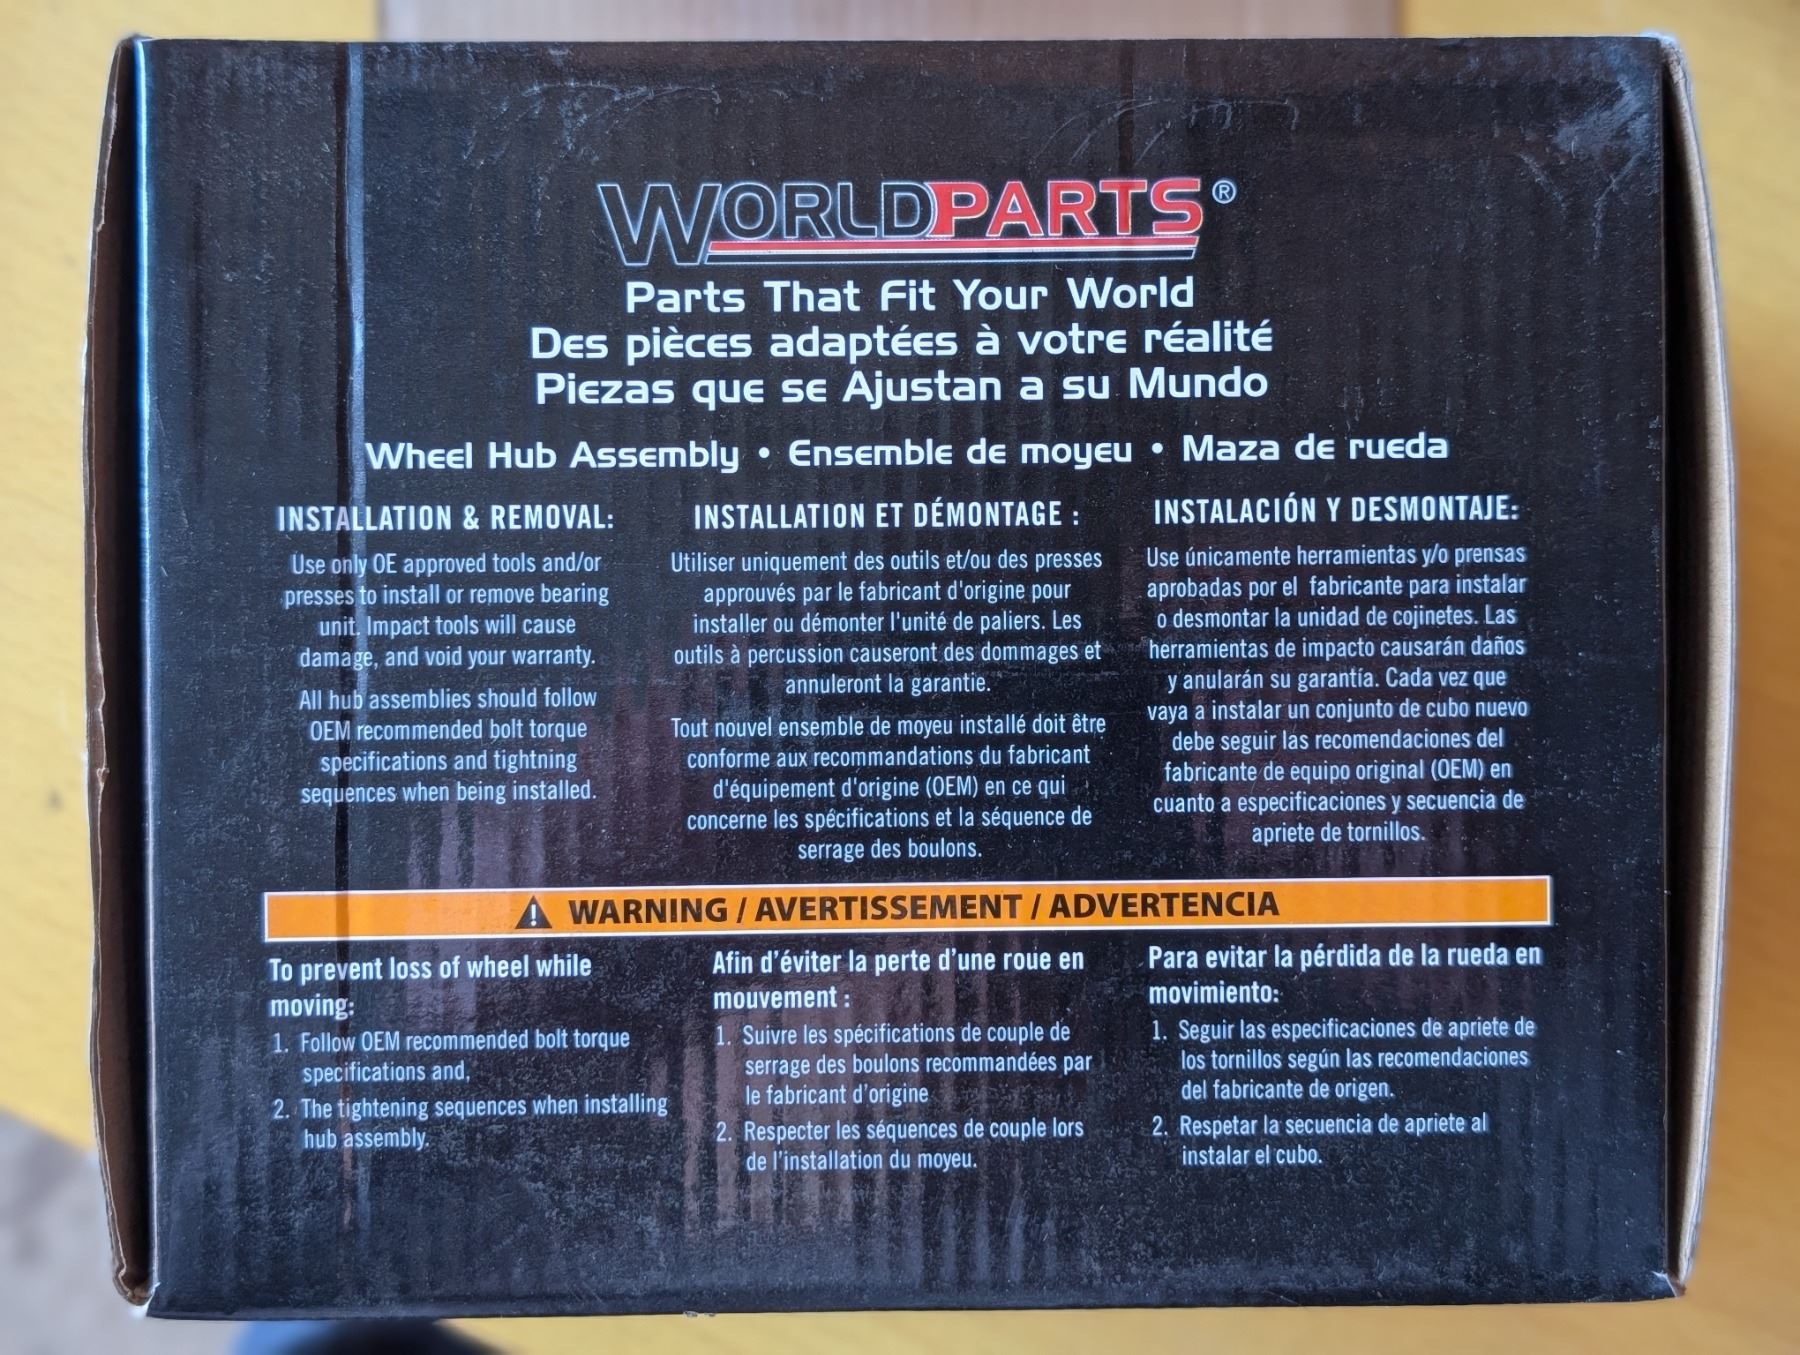 WORLDPARTS®
Parts That Fit Your World
Des pièces adaptées à votre réalité
Piezas que se Ajustan a su Mundo
Wheel Hub Assembly • Ensemble de moyeu • Maza de rueda
INSTALLATION & REMOVAL:
Use only OE approved tools and/or
presses to install or remove bearing
unit. Impact tools will cause
damage, and void your warranty.
All hub assemblies should follow
OEM recommended bolt torque
specifications and tightning
sequences when being installed.
INSTALLATION ET DÉMONTAGE :
Utiliser uniquement des outils et/ou des presses
approuvés par le fabricant d'origine pour
installer ou démonter l'unité de paliers. Les
outils à percussion causeront des dommages et
annuleront la garantie.
Tout nouvel ensemble de moyeu installé doit être
conforme aux recommandations du fabricant
d'équipement d'origine (OEM) en ce qui
concerne les spécifications et la séquence de
serrage des boulons.
INSTALACIÓN Y DESMONTAJE:
Use únicamente herramientas y/o prensas
aprobadas por el fabricante para instalar
o desmontar la unidad de cojinetes. Las
herramientas de impacto causarán daños
y anularán su garantía. Cada vez que
vaya a instalar un conjunto de cubo nuevo
debe seguir las recomendaciones del
fabricante de equipo original (OEM) en
cuanto a especificaciones y secuencia de
apriete de tornillos.
WARNING / AVERTISSEMENT / ADVERTENCIA
To prevent loss of wheel while
moving:
1. Follow OEM recommended bolt torque
specifications and,
2. The tightening sequences when installing
hub assembly.
Afin d'éviter la perte d'une roue en
mouvement :
1. Suivre les spécifications de couple de
serrage des boulons recommandées par
le fabricant d'origine
2. Respecter les séquences de couple lors
de l'installation du moyeu.
Para evitar la pérdida de la rueda en
movimiento:
1. Seguir las especificaciones de apriete de
los tornillos según las recomendaciones
del fabricante de origen.
2. Respetar la secuencia de apriete al
instalar el cubo.